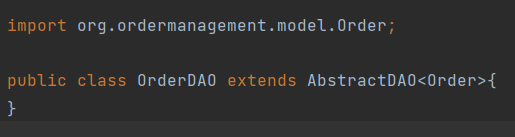 import org.ordermanagement.model.Order;
public class OrderDAO extends AbstractDAO<Order>{
}